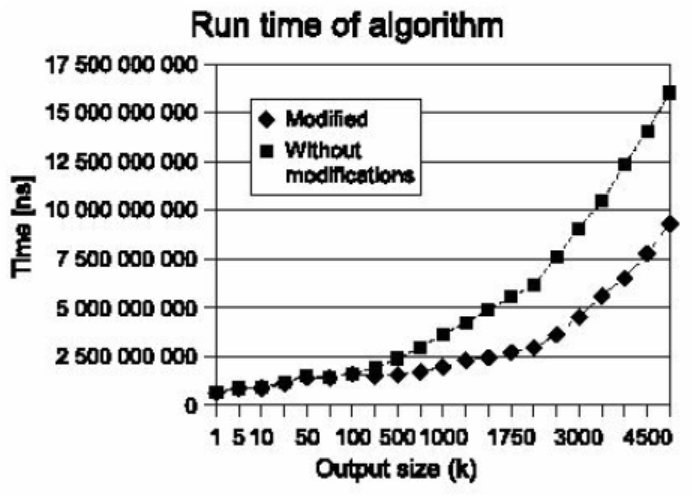 Run time of algorithm
17 500 000 000
15 000 000 000
12 500 000 000
10 000 000 000
7 500 000 000
5 000 000 000
2 500 000 000
0
Time [ns]
Modified
Without
modifications
1 5 10 50 100 500 1000 1750 3000 4500
Output size (k)